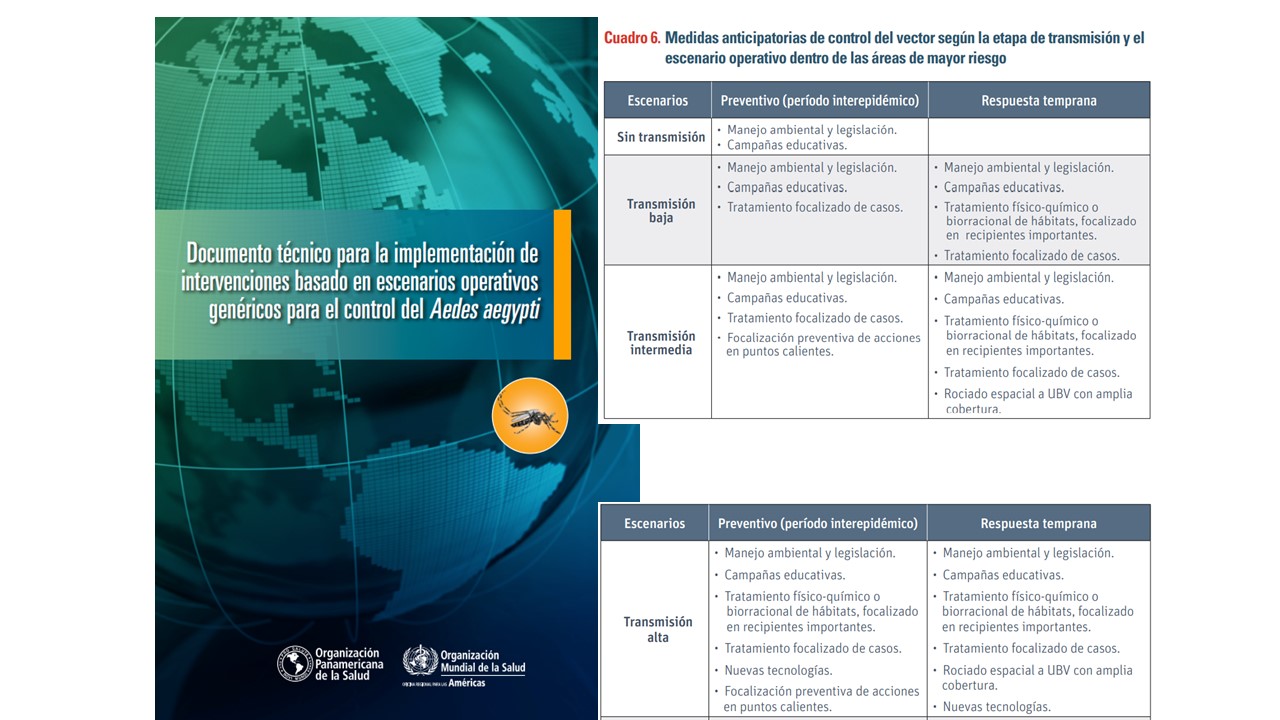 Documento técnico para la implementación de
intervenciones basado en escenarios operativos
genéricos para el control del Aedes aegypti
Organización
Panamericana
de la Salud
Organización
Mundial de la Salud
OFICINA REGIONAL PARA LAS Américas
Cuadro 6. Medidas anticipatorias de control del vector según la etapa de transmisión y el
escenario operativo dentro de las áreas de mayor riesgo
Escenarios Preventivo (período interepidémico) Respuesta temprana
Sin transmisión
• Manejo ambiental y legislación.
• Campañas educativas.
Transmisión
baja
• Manejo ambiental y legislación.
• Campañas educativas.
• Tratamiento focalizado de casos.
• Manejo ambiental y legislación.
• Campañas educativas.
• Tratamiento físico-químico o
biorracional de hábitats, focalizado
en recipientes importantes.
• Tratamiento focalizado de casos.
Transmisión
intermedia
• Manejo ambiental y legislación.
• Campañas educativas.
• Tratamiento focalizado de casos.
• Focalización preventiva de acciones
en puntos calientes.
• Manejo ambiental y legislación.
• Campañas educativas.
• Tratamiento físico-químico o
biorracional de hábitats, focalizado
en recipientes importantes.
• Tratamiento focalizado de casos.
• Rociado espacial a UBV con amplia
cobertura.
Escenarios Preventivo (período interepidémico) Respuesta temprana
Transmisión
alta
• Manejo ambiental y legislación.
• Campañas educativas.
• Tratamiento físico-químico o
biorracional de hábitats, focalizado
en recipientes importantes.
• Tratamiento focalizado de casos.
• Nuevas tecnologías.
• Focalización preventiva de acciones
en puntos calientes.
• Manejo ambiental y legislación.
• Campañas educativas.
• Tratamiento físico-químico o
biorracional de hábitats, focalizado
en recipientes importantes.
• Tratamiento focalizado de casos.
• Rociado espacial a UBV con amplia
cobertura.
• Nuevas tecnologías.